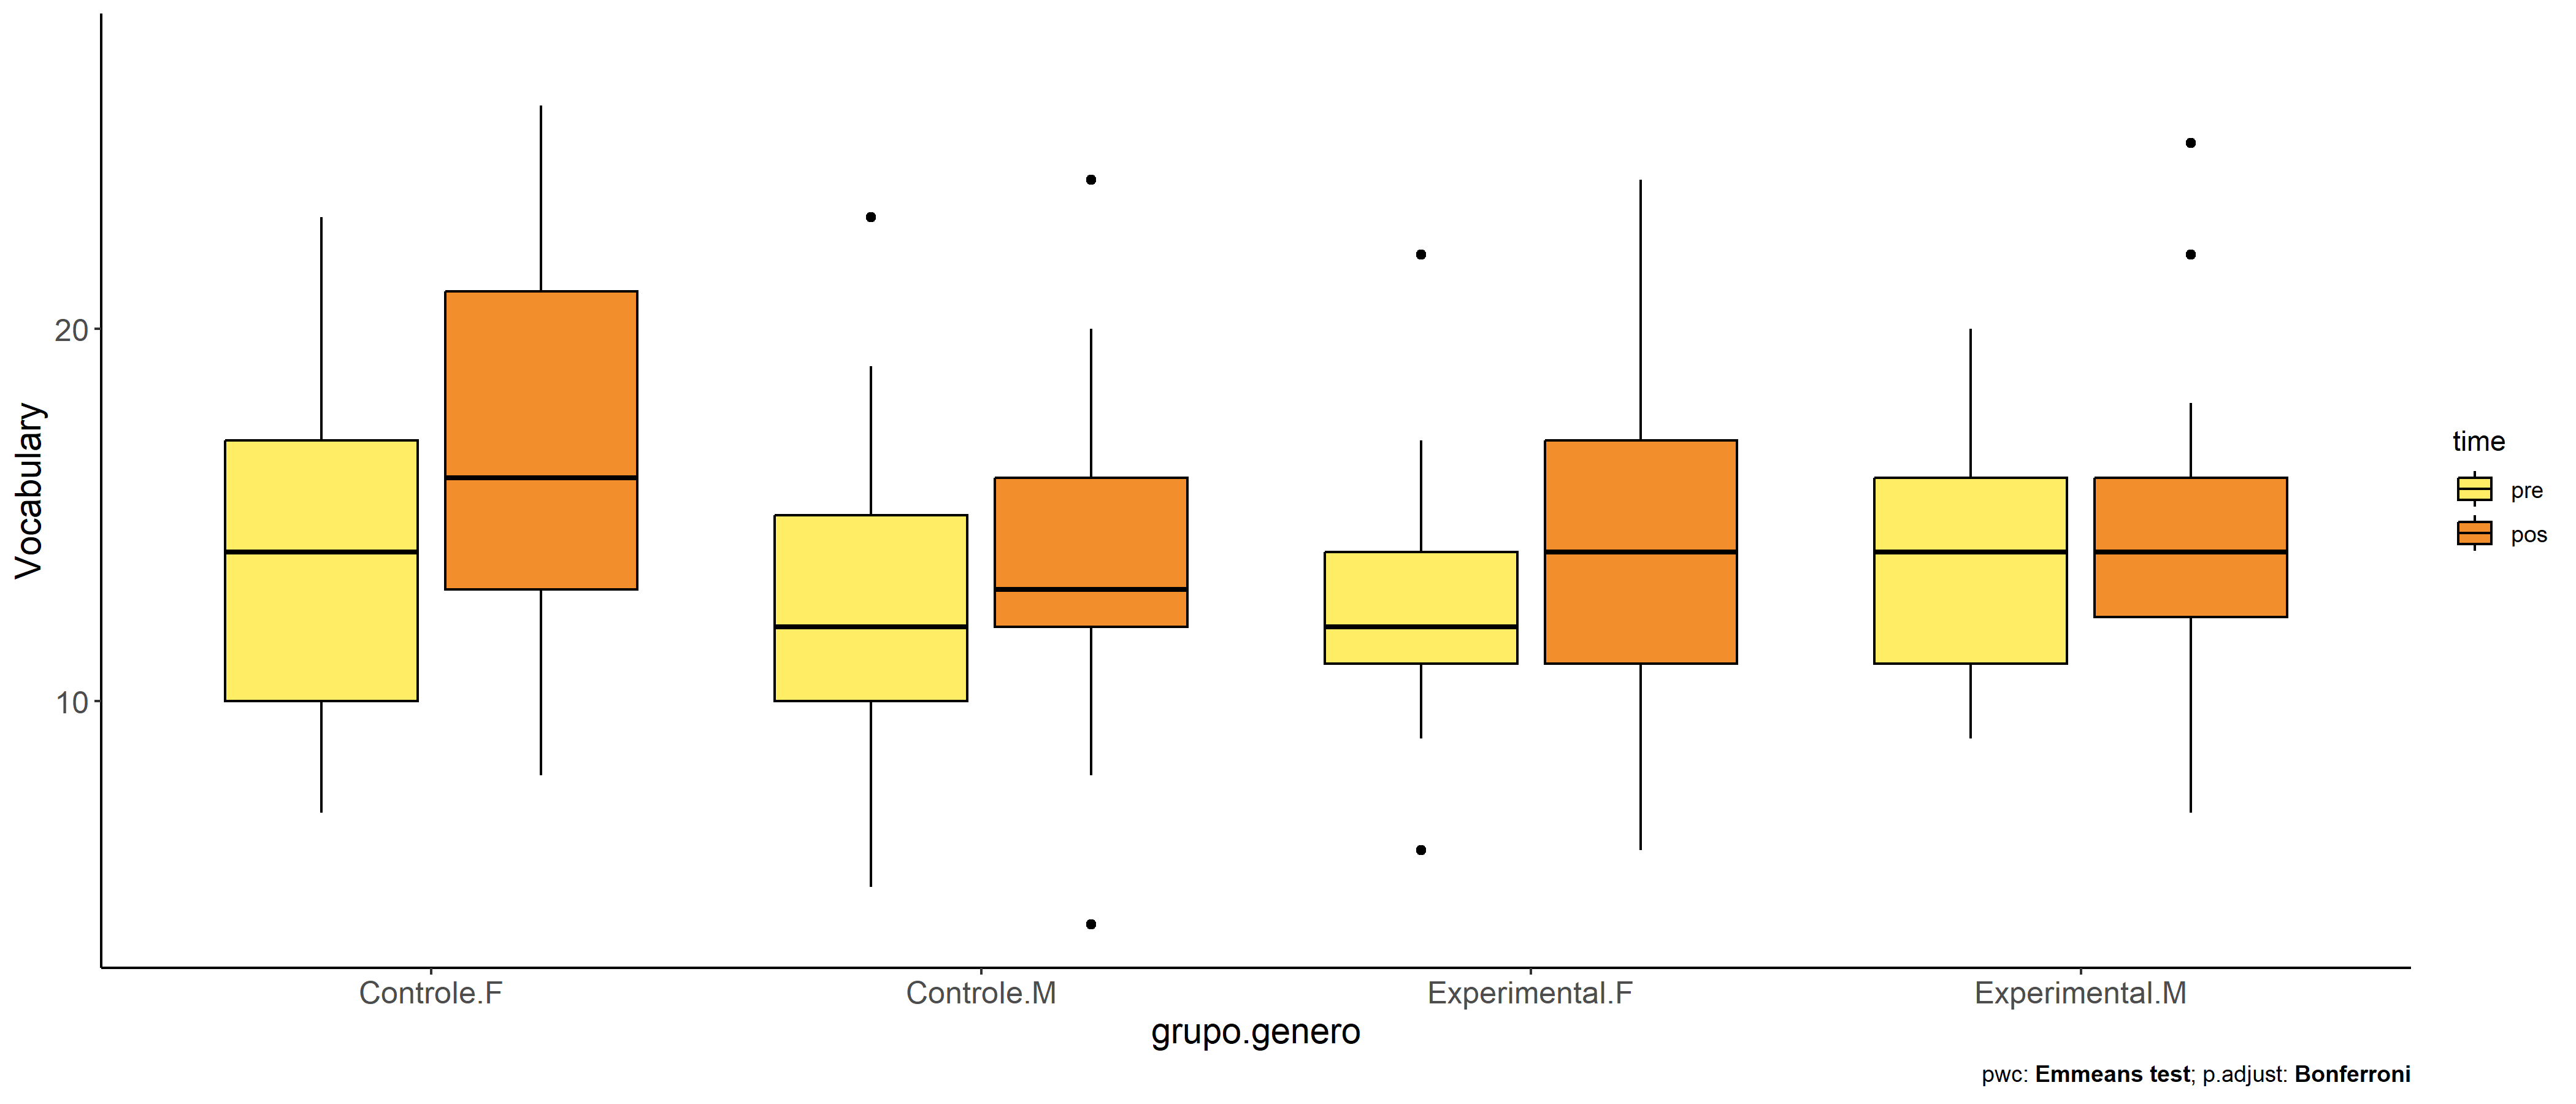 Vocabulary
20
10
Controle.F
Controle.M
Experimental.F
Experimental.M
grupo.genero
time
pre
pos
pwc: Emmeans test; p.adjust: Bonferroni